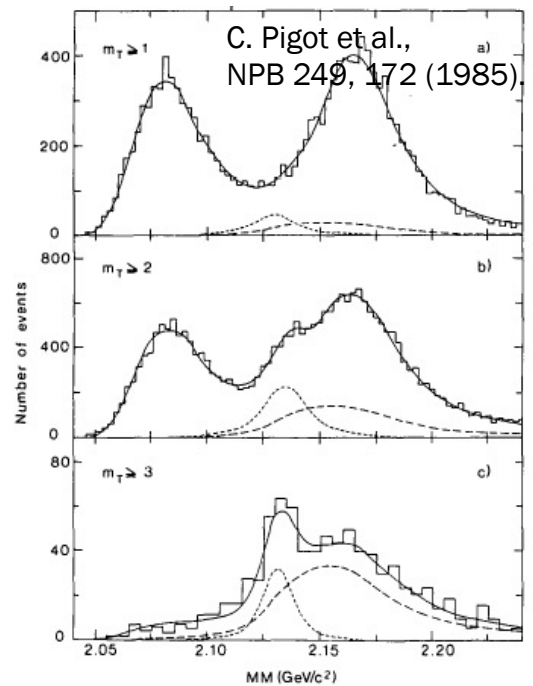 C. Pigot et al.,
NPB 249, 172 (1985).
400
200
0
m_T ⩾ 1
a)
800
400
0
m_T ⩾ 2
b)
80
40
0
m_T ⩾ 3
c)
Number of events
2.05 2.10 2.15 2.20
MM (GeV/c²)